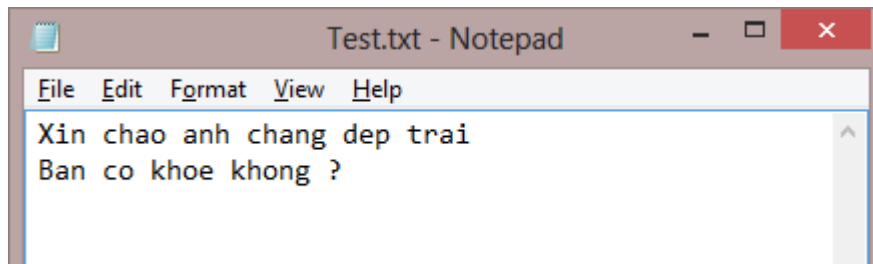 Test.txt - Notepad
File Edit Format View Help
Xin chao anh chang dep trai
Ban co khoe khong ?